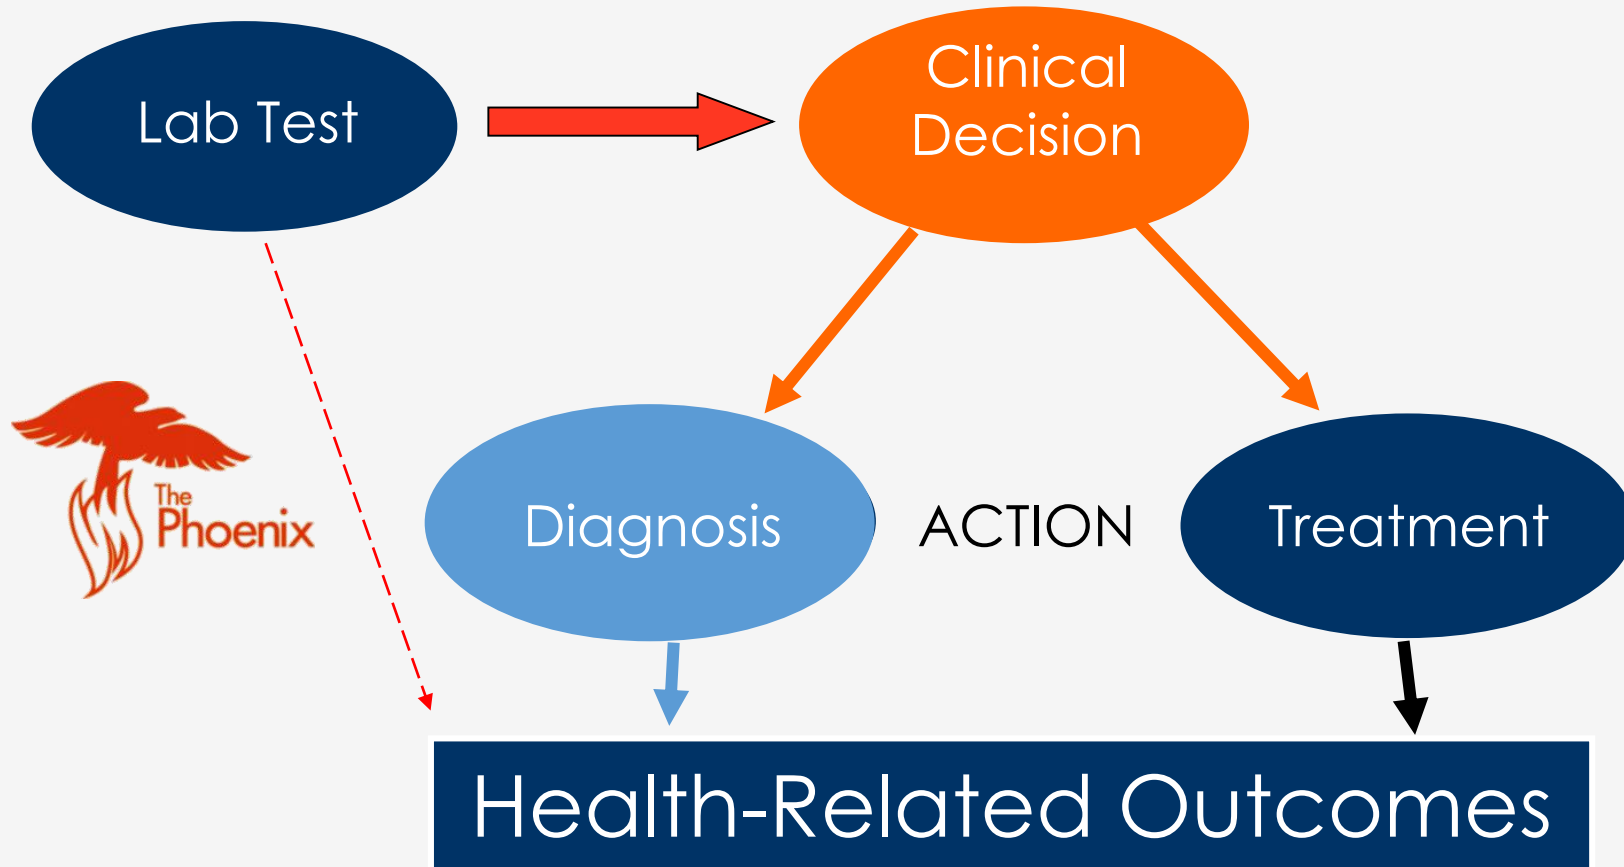 Lab Test
Clinical
Decision
The
Phoenix
Diagnosis
ACTION
Treatment
Health-Related Outcomes